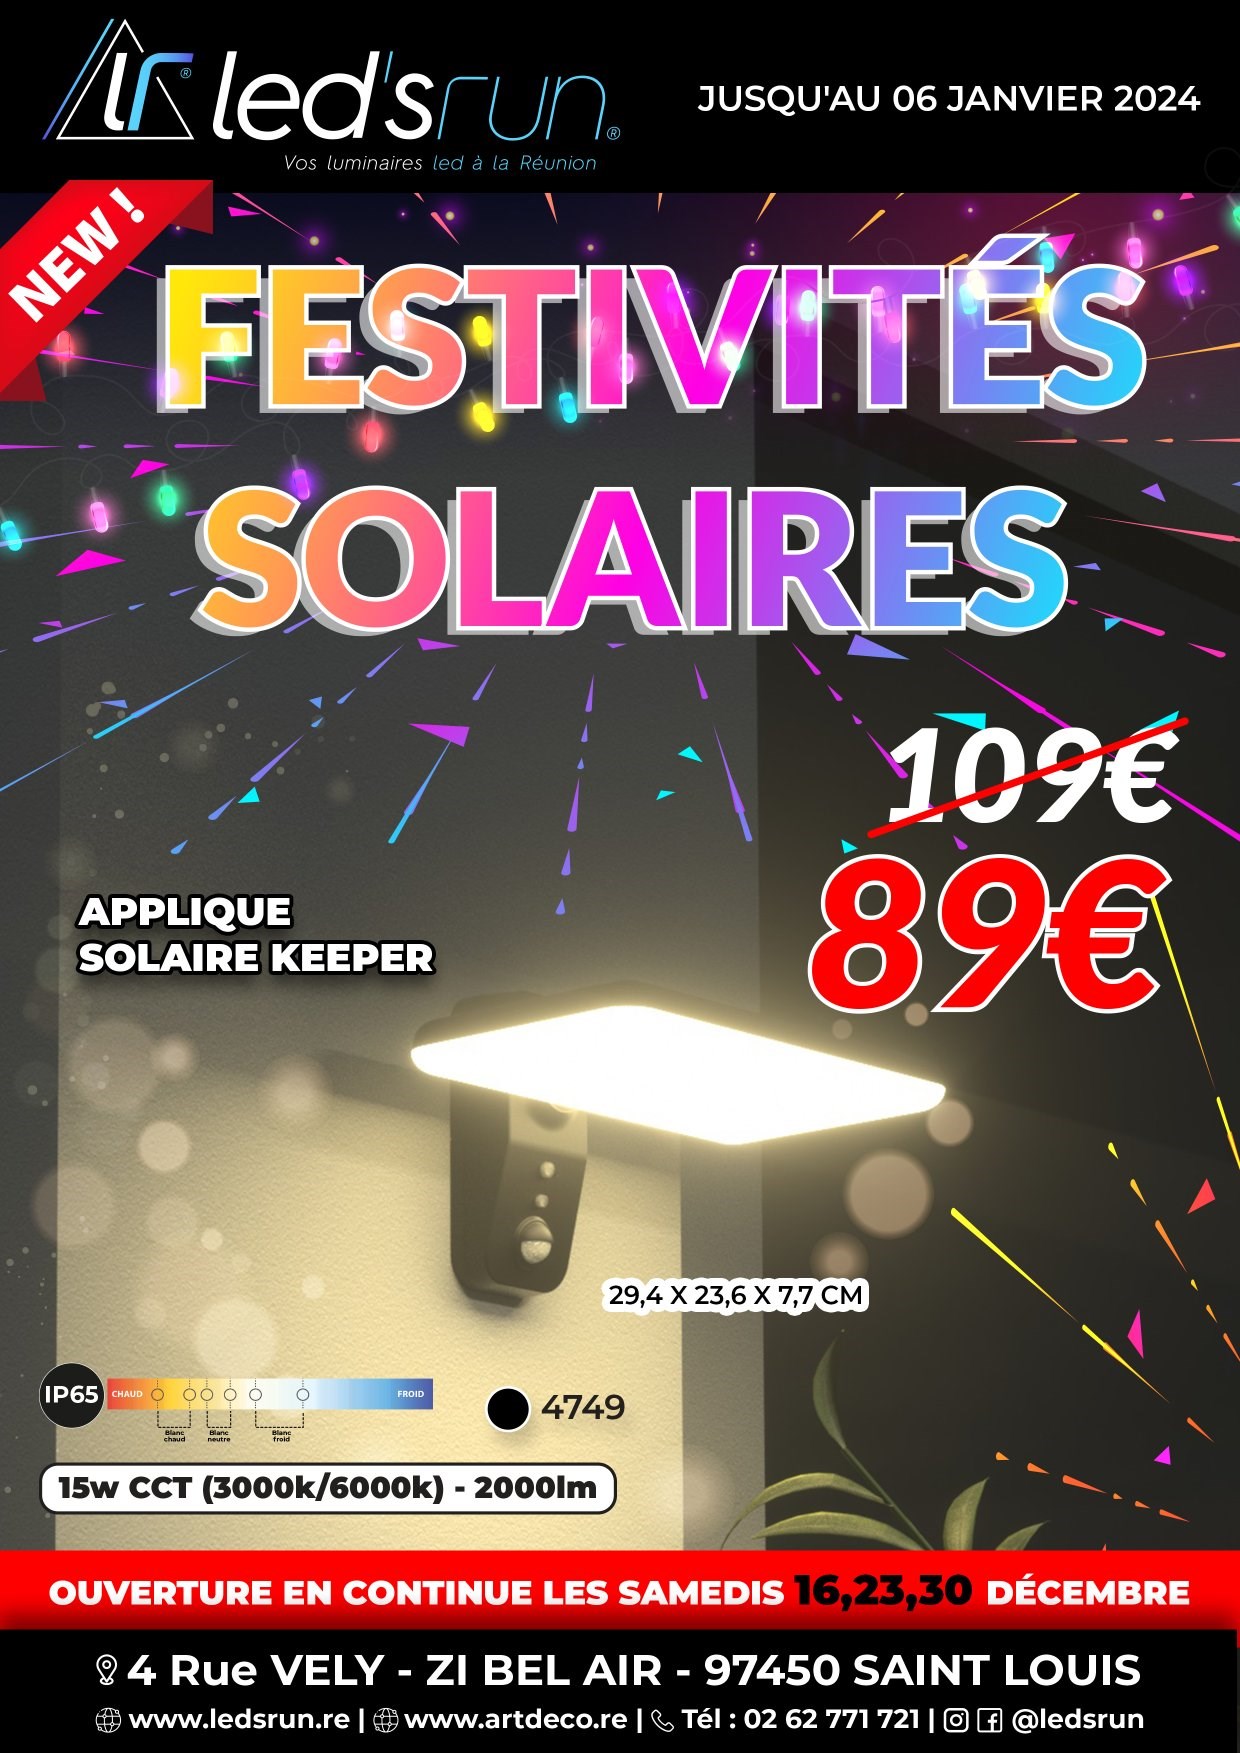 led'srun®
Vos luminaires led à la Réunion
JUSQU'AU 06 JANVIER 2024
NEW !
FESTIVITÉS
SOLAIRES
109€
89€
APPLIQUE
SOLAIRE KEEPER
29,4 X 23,6 X 7,7 CM
IP65
CHAUD
FROID
Blanc chaud
Blanc neutre
Blanc froid
4749
15w CCT (3000k/6000k) - 2000lm
OUVERTURE EN CONTINUE LES SAMEDIS 16,23,30 DÉCEMBRE
4 Rue VELY - ZI BEL AIR - 97450 SAINT LOUIS
www.ledsrun.re | www.artdeco.re | Tél : 02 62 771 721 | @ledsrun